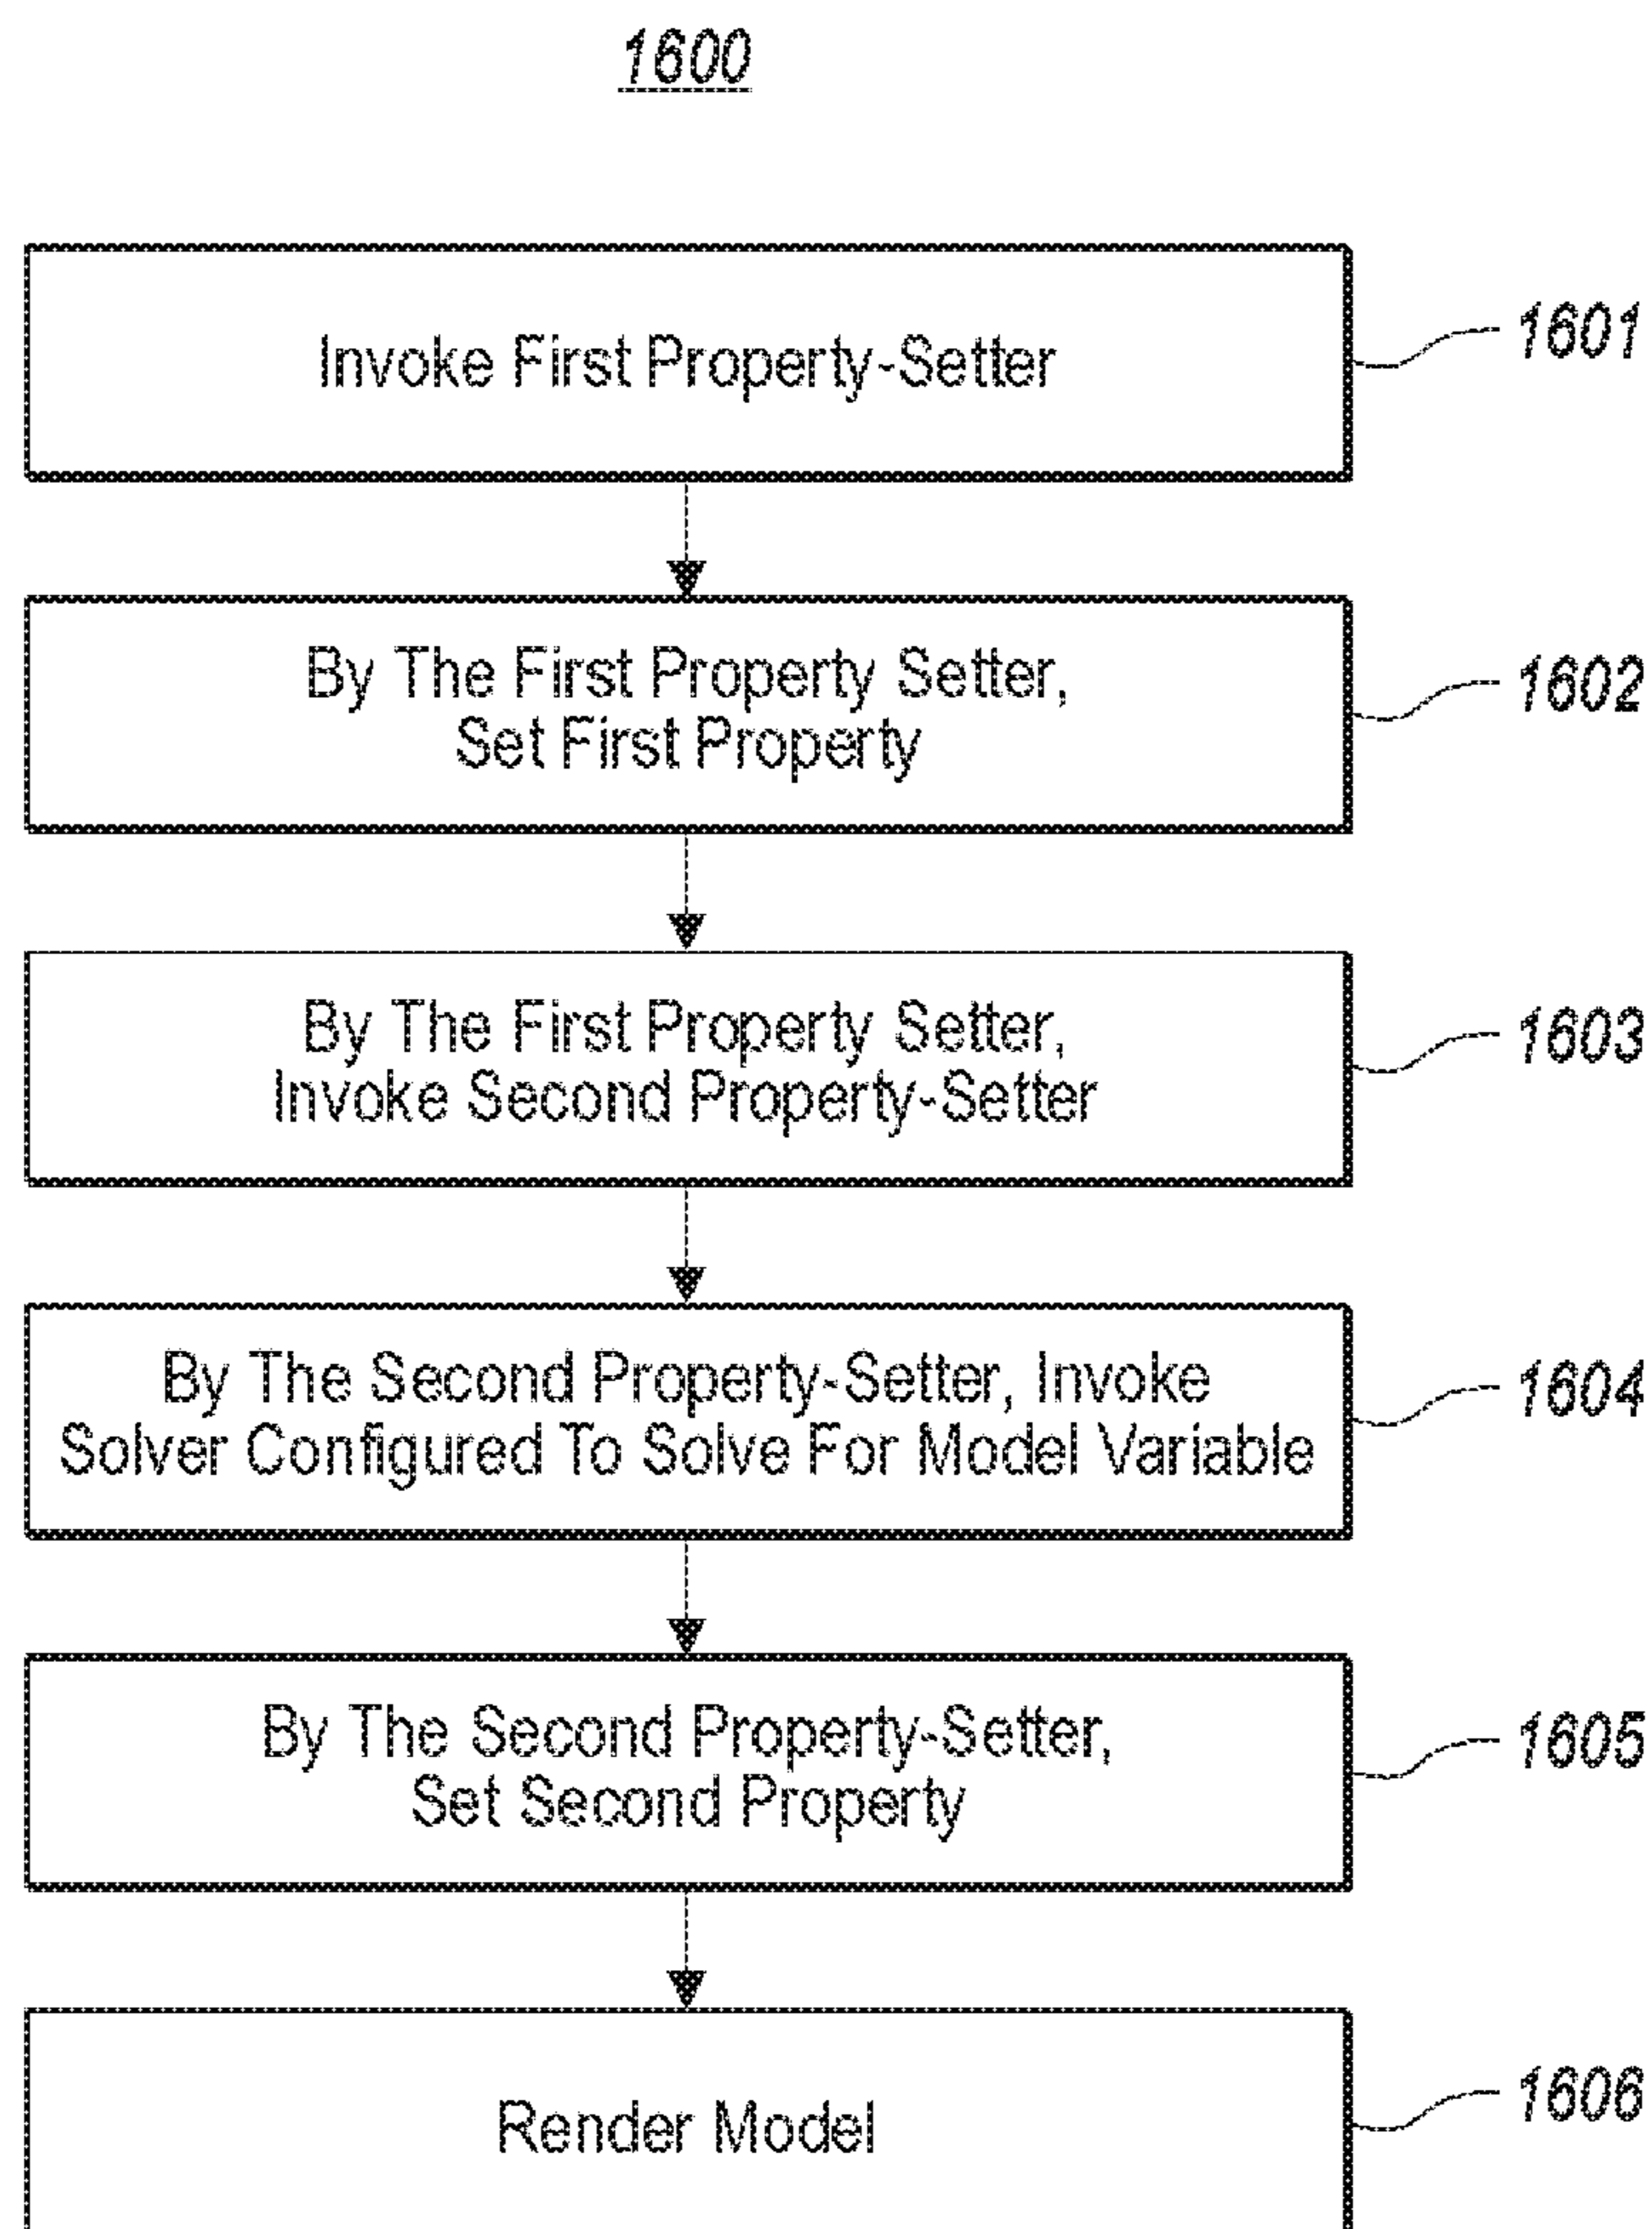 1600
Invoke First Property-Setter
1601
By The First Property Setter,
Set First Property
1602
By The First Property Setter,
Invoke Second Property-Setter
1603
By The Second Property-Setter, Invoke
Solver Configured To Solve For Model Variable
1604
By The Second Property-Setter,
Set Second Property
1605
Render Model
1606